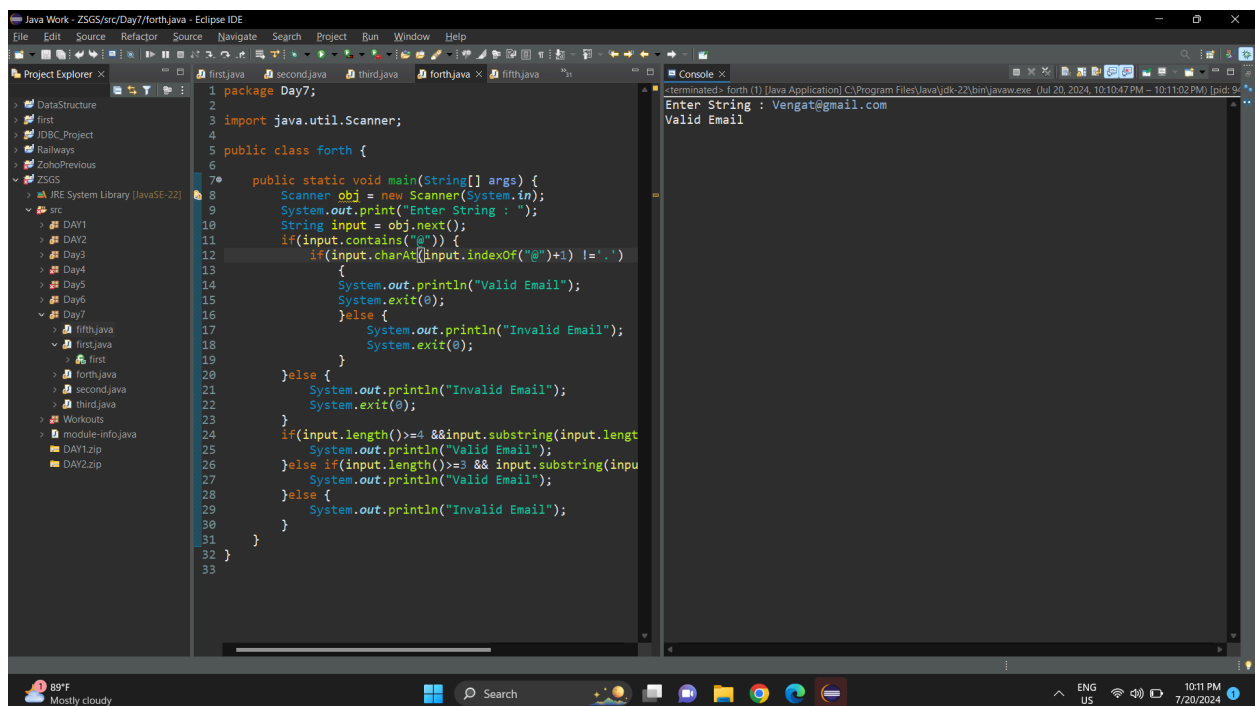 Java Work - ZSGS/src/Day7/forth.java - Eclipse IDE
File Edit Source Refactor Source Navigate Search Project Run Window Help
Project Explorer
DataStructure
first
JDBC_Project
Railways
ZohoPrevious
ZSGS
JRE System Library [JavaSE-22]
src
DAY1
DAY2
Day3
Day4
Day5
Day6
Day7
fifth.java
first.java
first
forth.java
second.java
third.java
Workouts
module-info.java
DAY1.zip
DAY2.zip
first.java second.java third.java forth.java fifth.java »31
1 package Day7;
2
3 import java.util.Scanner;
4
5 public class forth {
6
7 public static void main(String[] args) {
8 Scanner obj = new Scanner(System.in);
9 System.out.print("Enter String : ");
10 String input = obj.next();
11 if(input.contains("@")) {
12 if(input.charAt(input.indexOf("@")+1) !='.')
13 {
14 System.out.println("Valid Email");
15 System.exit(0);
16 }else {
17 System.out.println("Invalid Email");
18 System.exit(0);
19 }
20 }else {
21 System.out.println("Invalid Email");
22 System.exit(0);
23 }
24 if(input.length()>=4 &&input.substring(input.lengt
25 System.out.println("Valid Email");
26 }else if(input.length()>=3 && input.substring(inpu
27 System.out.println("Valid Email");
28 }else {
29 System.out.println("Invalid Email");
30 }
31 }
32 }
33
Console
<terminated> forth (1) [Java Application] C:\Program Files\Java\jdk-22\bin\javaw.exe (Jul 20, 2024, 10:10:47 PM – 10:11:02 PM) [pid: 94
Enter String : Vengat@gmail.com
Valid Email
1
89°F
Mostly cloudy
Search
ENG
US
10:11 PM
7/20/2024
1